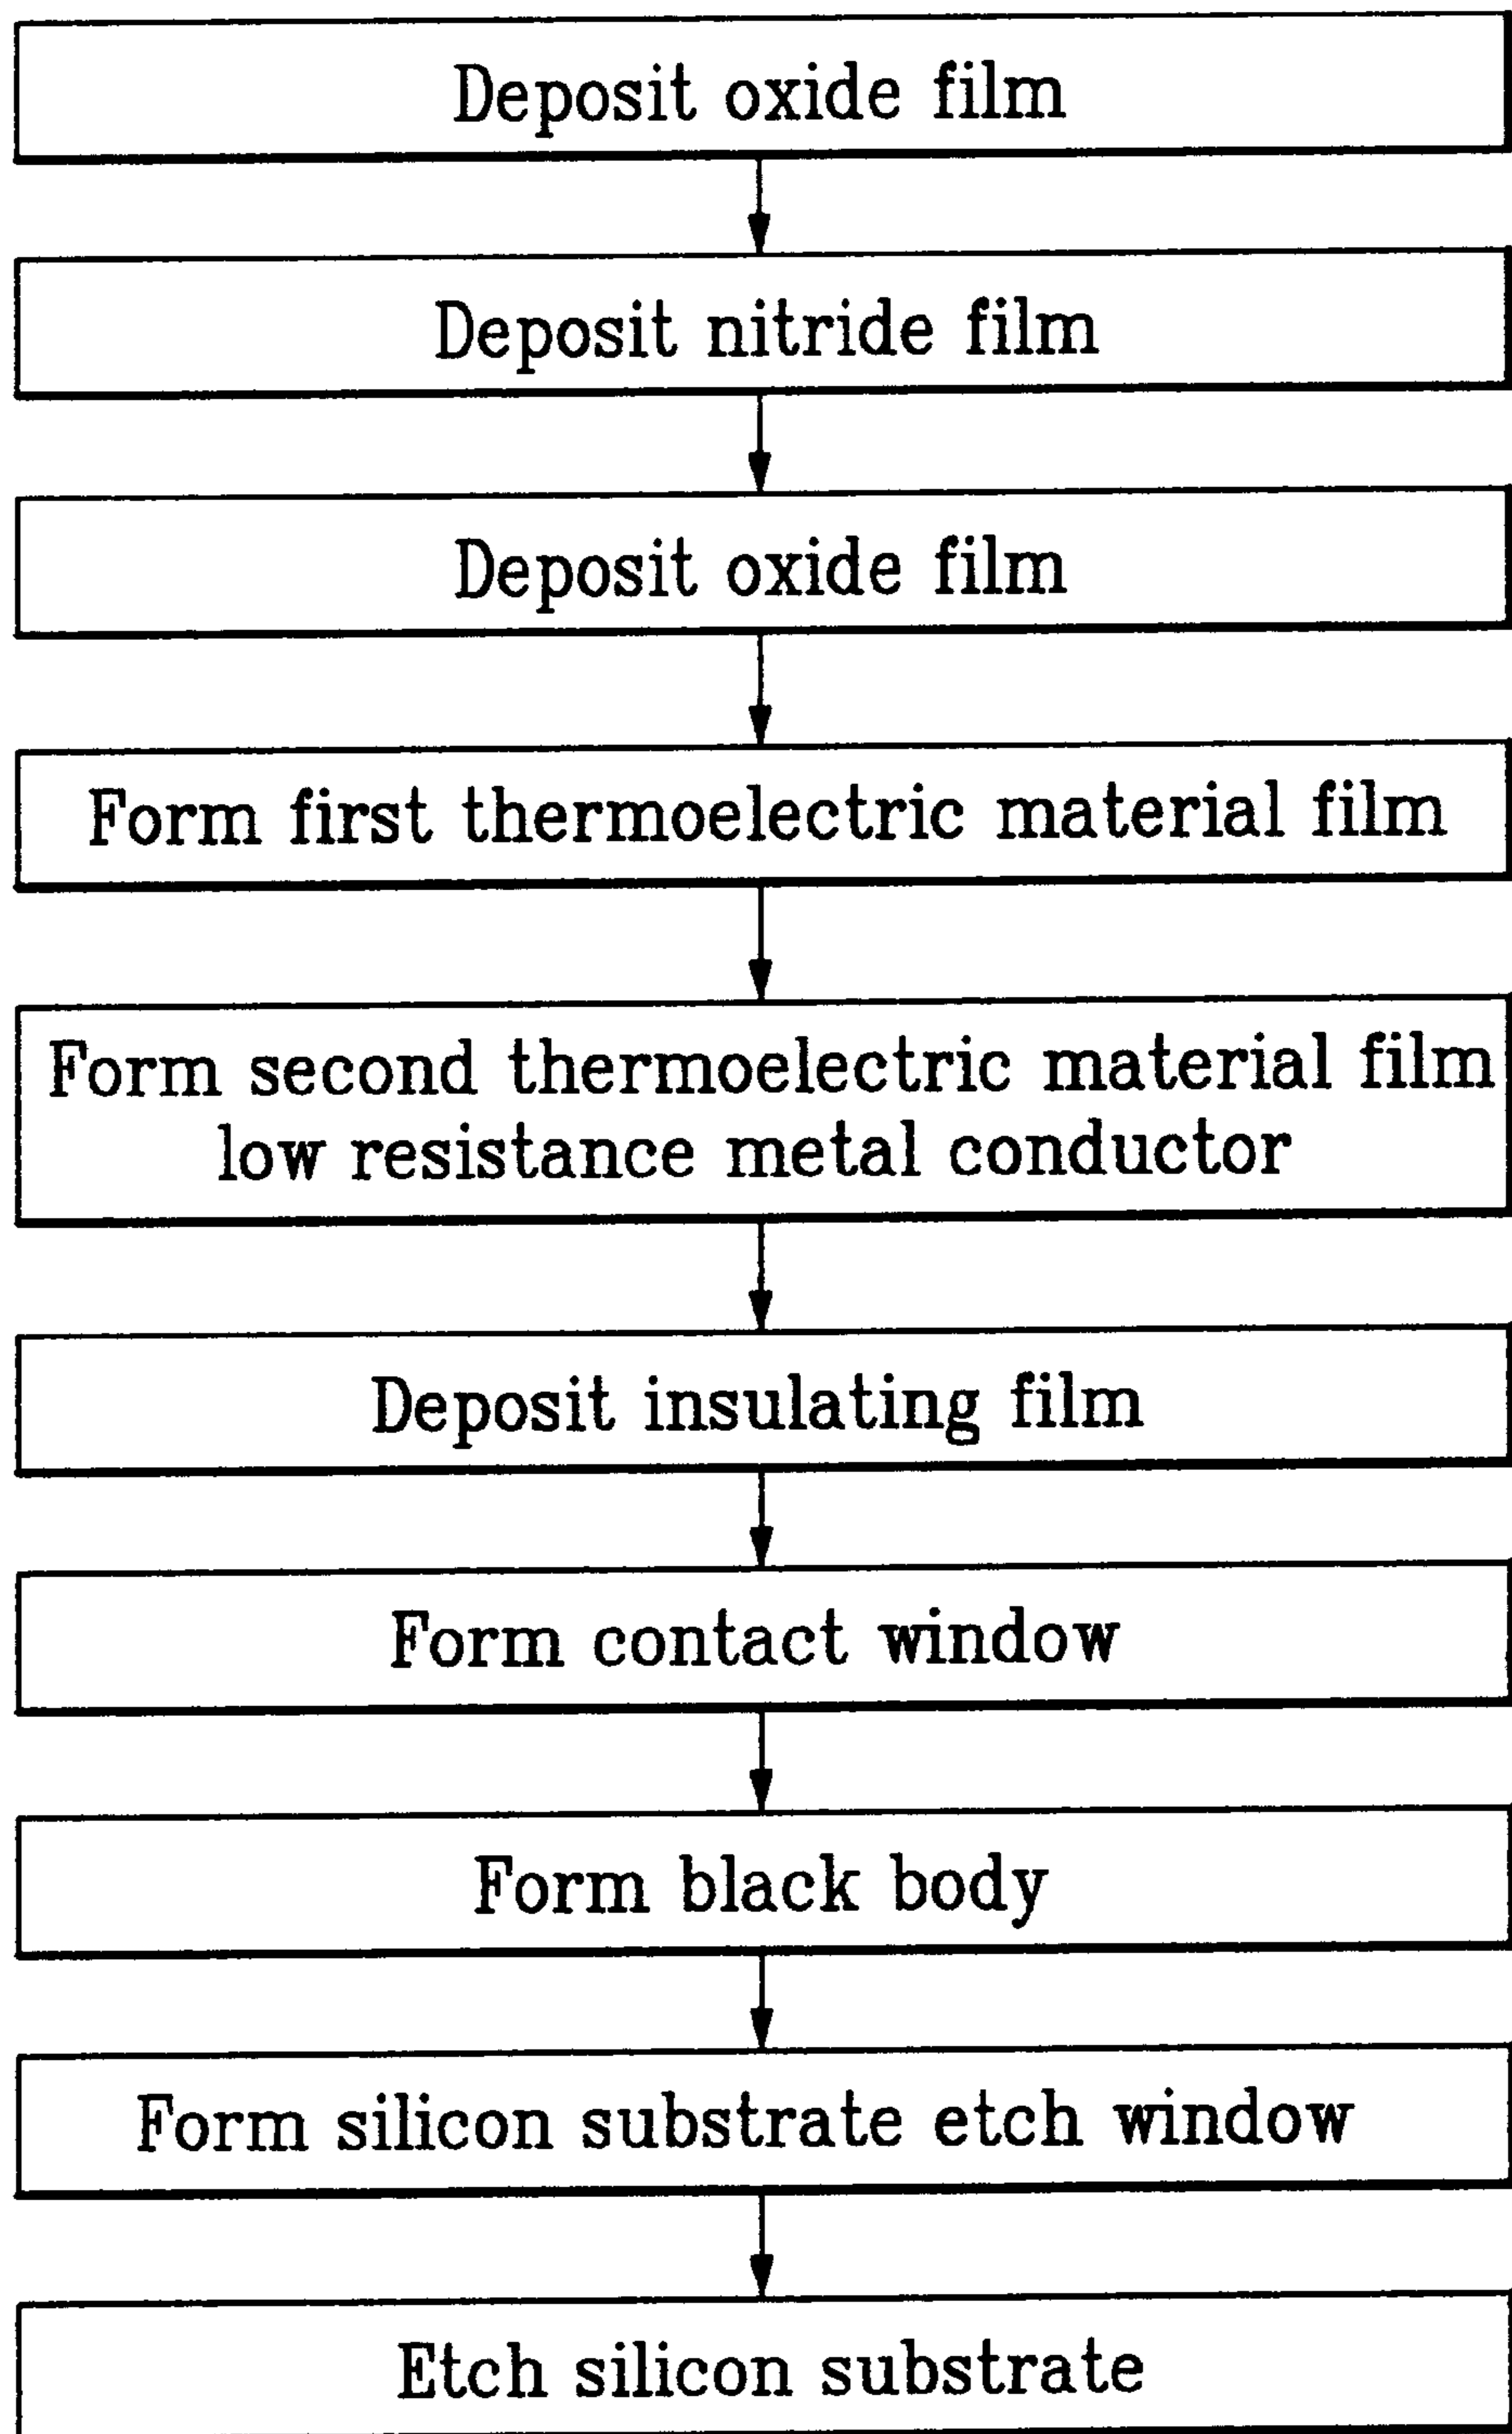 Deposit oxide film
Deposit nitride film
Deposit oxide film
Form first thermoelectric material film
Form second thermoelectric material film
low resistance metal conductor
Deposit insulating film
Form contact window
Form black body
Form silicon substrate etch window
Etch silicon substrate